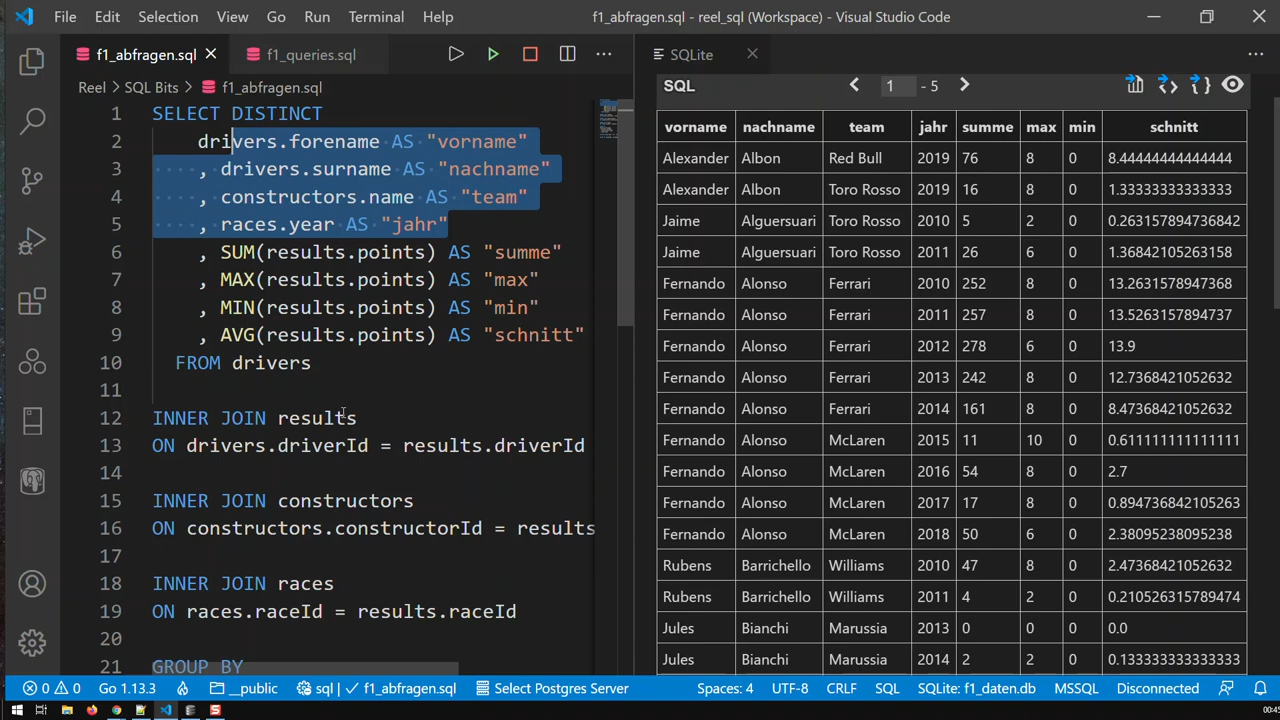 File Edit Selection View Go Run Terminal Help f1_abfragen.sql - reel_sql (Workspace) - Visual Studio Code
f1_abfragen.sql f1_queries.sql
Reel > SQL Bits > f1_abfragen.sql
1 SELECT DISTINCT
2 drivers.forename AS "vorname"
3 , drivers.surname AS "nachname"
4 , constructors.name AS "team"
5 , races.year AS "jahr"
6 , SUM(results.points) AS "summe"
7 , MAX(results.points) AS "max"
8 , MIN(results.points) AS "min"
9 , AVG(results.points) AS "schnitt"
10 FROM drivers
11
12 INNER JOIN results
13 ON drivers.driverId = results.driverId
14
15 INNER JOIN constructors
16 ON constructors.constructorId = results
17
18 INNER JOIN races
19 ON races.raceId = results.raceId
20
21 GROUP BY
SQLite
SQL 1 - 5
vorname nachname team jahr summe max min schnitt
Alexander Albon Red Bull 2019 76 8 0 8.44444444444444
Alexander Albon Toro Rosso 2019 16 8 0 1.33333333333333
Jaime Alguersuari Toro Rosso 2010 5 2 0 0.263157894736842
Jaime Alguersuari Toro Rosso 2011 26 6 0 1.36842105263158
Fernando Alonso Ferrari 2010 252 8 0 13.2631578947368
Fernando Alonso Ferrari 2011 257 8 0 13.5263157894737
Fernando Alonso Ferrari 2012 278 6 0 13.9
Fernando Alonso Ferrari 2013 242 8 0 12.7368421052632
Fernando Alonso Ferrari 2014 161 8 0 8.47368421052632
Fernando Alonso McLaren 2015 11 10 0 0.611111111111111
Fernando Alonso McLaren 2016 54 8 0 2.7
Fernando Alonso McLaren 2017 17 8 0 0.894736842105263
Fernando Alonso McLaren 2018 50 6 0 2.38095238095238
Rubens Barrichello Williams 2010 47 8 0 2.47368421052632
Rubens Barrichello Williams 2011 4 2 0 0.210526315789474
Jules Bianchi Marussia 2013 0 0 0 0.0
Jules Bianchi Marussia 2014 2 2 0 0.133333333333333
0 0 Go 1.13.3 __public sql | ✓ f1_abfragen.sql Select Postgres Server Spaces: 4 UTF-8 CRLF SQL SQLite: f1_daten.db MSSQL Disconnected